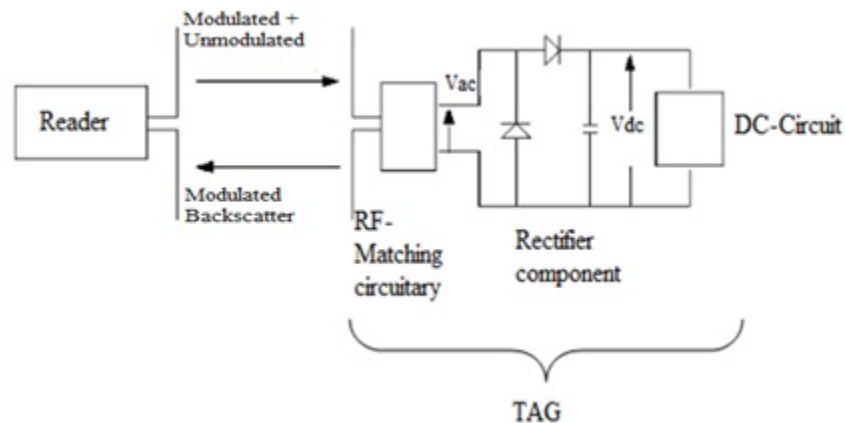 Modulated +
Unmodulated
Reader
Modulated
Backscatter
Vac
Vdc
DC-Circuit
RF-
Matching
circuitary
Rectifier
component
TAG